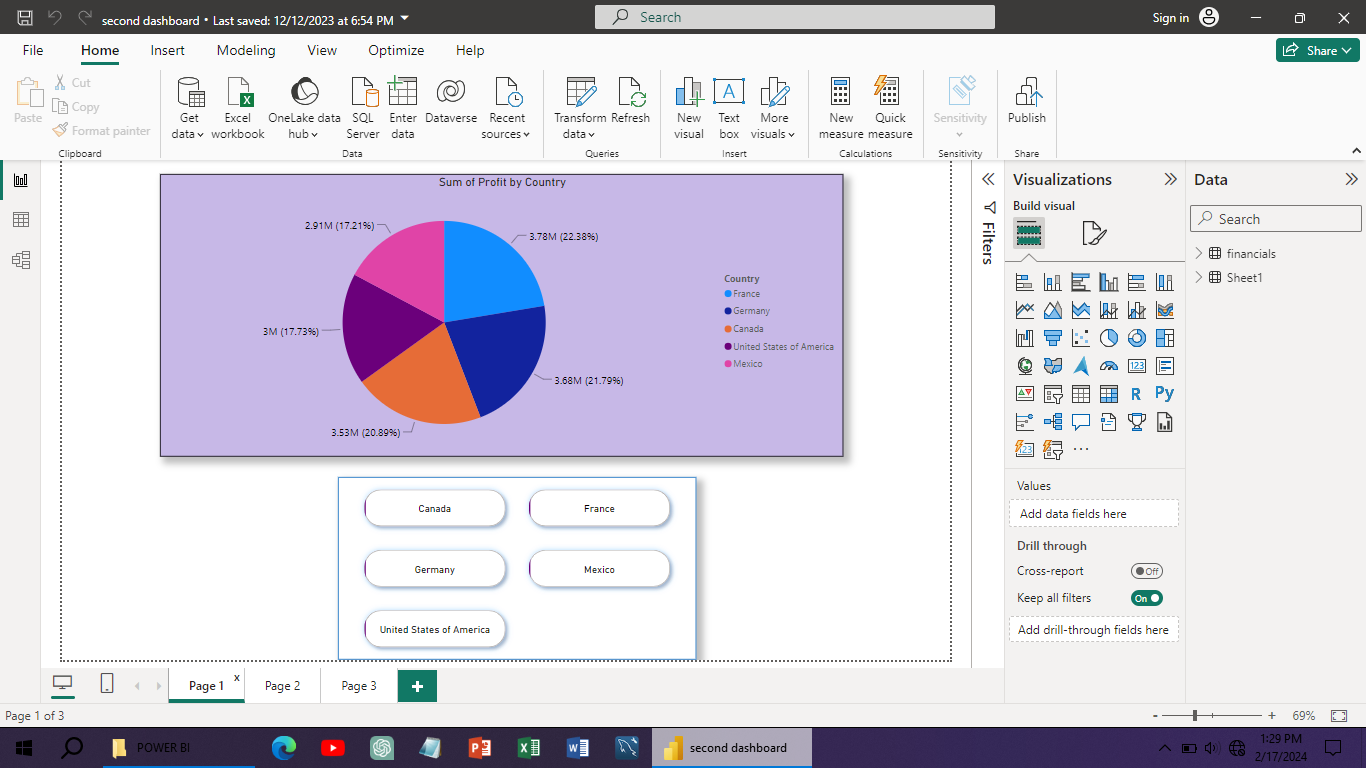 second dashboard • Last saved: 12/12/2023 at 6:54 PM
Search
Sign in
File Home Insert Modeling View Optimize Help
Share
Paste
Cut
Copy
Format painter
Clipboard
Get data
Excel workbook
OneLake data hub
SQL Server
Enter data
Dataverse
Recent sources
Data
Transform data
Refresh
Queries
New visual
Text box
More visuals
Insert
New measure
Quick measure
Calculations
Sensitivity
Sensitivity
Publish
Share
Sum of Profit by Country
2.91M (17.21%)
3.78M (22.38%)
3M (17.73%)
3.68M (21.79%)
3.53M (20.89%)
Country
France
Germany
Canada
United States of America
Mexico
Canada
France
Germany
Mexico
United States of America
Filters
Visualizations
Build visual
123
R
Py
123
Values
Add data fields here
Drill through
Cross-report
Off
Keep all filters
On
Add drill-through fields here
Data
Search
financials
Sheet1
Page 1 x
Page 2
Page 3
+
Page 1 of 3
- + 69%
POWER BI
second dashboard
1:29 PM
2/17/2024